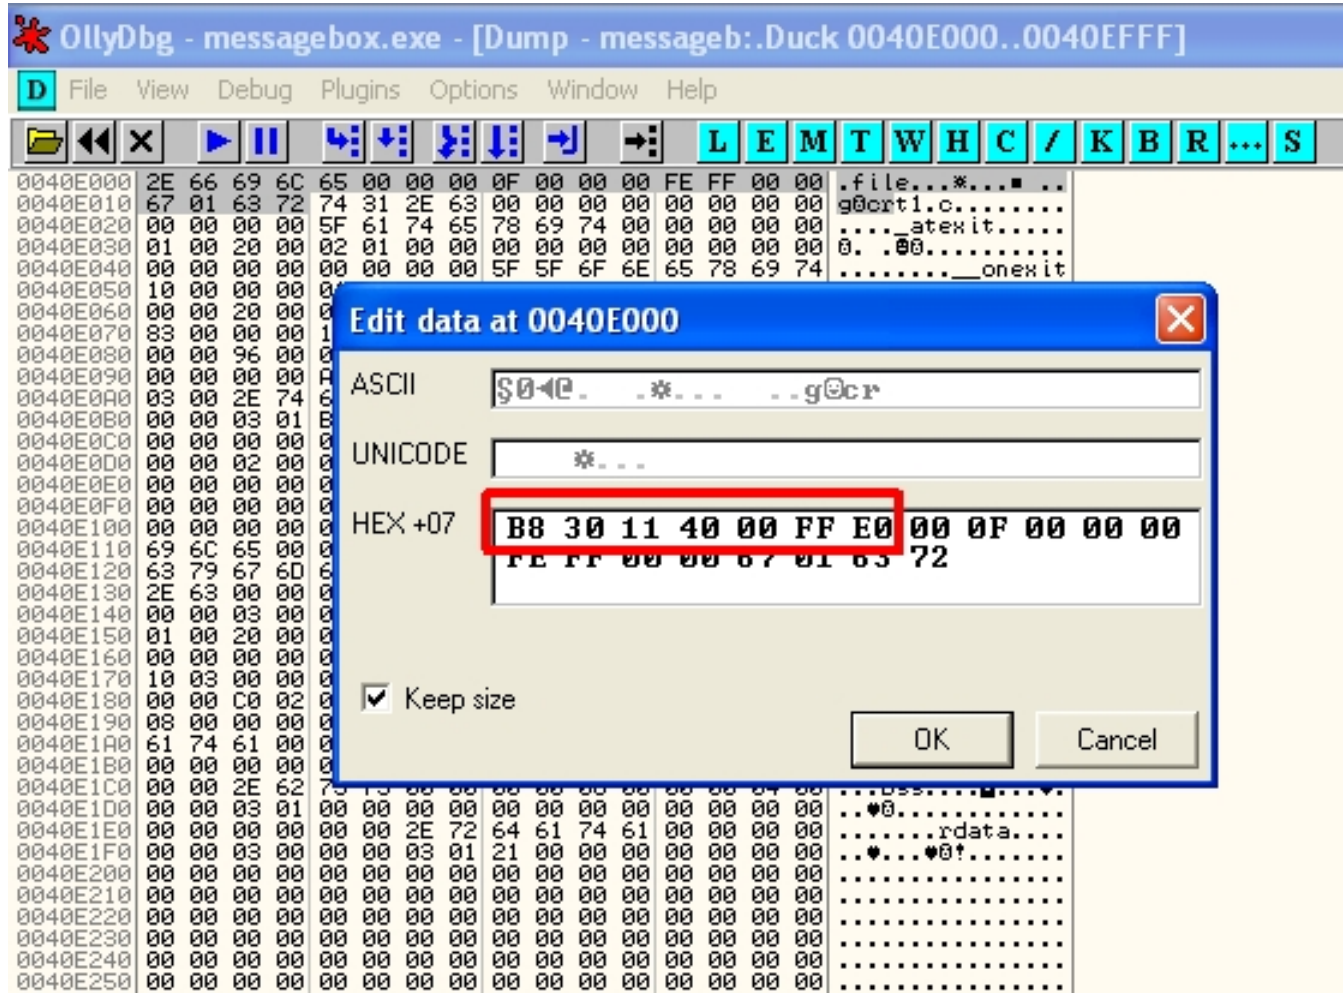 OllyDbg - messagebox.exe - [Dump - messageb:.Duck 0040E000..0040EFFF]
D File View Debug Plugins Options Window Help
L E M T W H C / K B R ... S
0040E000 2E 66 69 6C 65 00 00 00 0F 00 00 00 FE FF 00 00 .file...☼...■ ..
0040E010 67 01 63 72 74 31 2E 63 00 00 00 00 00 00 00 00 g☺crt1.c........
0040E020 00 00 00 00 5F 61 74 65 78 69 74 00 00 00 00 00 ...._atexit.....
0040E030 01 00 20 00 02 01 00 00 00 00 00 00 00 00 00 00 ☺. .☻☺..........
0040E040 00 00 00 00 00 00 00 00 5F 5F 6F 6E 65 78 69 74 ........__onexit
0040E050 10 00 00 00
0040E060 00 00 20 00
0040E070 83 00 00 00 1
0040E080 00 00 96 00
0040E090 00 00 00 00
0040E0A0 03 00 2E 74 6
0040E0B0 00 00 03 01
0040E0C0 00 00 00 00
0040E0D0 00 00 02 00
0040E0E0 00 00 00 00
0040E0F0 00 00 00 00
0040E100 00 00 00 00
0040E110 69 6C 65 00
0040E120 63 79 67 6D 6
0040E130 2E 63 00 00
0040E140 00 00 03 00
0040E150 01 00 20 00
0040E160 00 00 00 00
0040E170 10 03 00 00
0040E180 00 00 C0 02
0040E190 08 00 00 00
0040E1A0 61 74 61 00
0040E1B0 00 00 00 00
0040E1C0 00 00 2E 62
0040E1D0 00 00 03 01 00 00 00 00 00 00 00 00 00 00 00 00 ..♥☺............
0040E1E0 00 00 00 00 00 00 2E 72 64 61 74 61 00 00 00 00 .......rdata....
0040E1F0 00 00 03 00 00 00 03 01 21 00 00 00 00 00 00 00 ..♥...♥☺!.......
0040E200 00 00 00 00 00 00 00 00 00 00 00 00 00 00 00 00 ................
0040E210 00 00 00 00 00 00 00 00 00 00 00 00 00 00 00 00 ................
0040E220 00 00 00 00 00 00 00 00 00 00 00 00 00 00 00 00 ................
0040E230 00 00 00 00 00 00 00 00 00 00 00 00 00 00 00 00 ................
0040E240 00 00 00 00 00 00 00 00 00 00 00 00 00 00 00 00 ................
0040E250 00 00 00 00 00 00 00 00 00 00 00 00 00 00 00 00 ................
Edit data at 0040E000
ASCII Ş0◄@. .☼... ..g☺cr
UNICODE ☼...
HEX +07 B8 30 11 40 00 FF E0 00 0F 00 00 00
FE FF 00 00 67 01 63 72
Keep size
OK Cancel